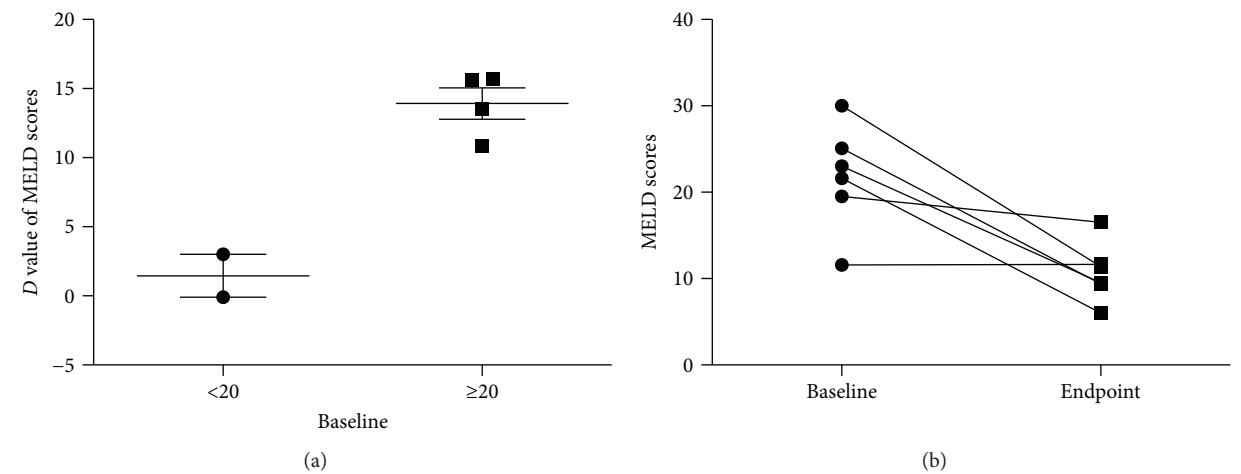 20
15
10
5
0
−5
D value of MELD scores
<20
≥20
Baseline
(a)
40
30
20
10
0
MELD scores
Baseline
Endpoint
(b)